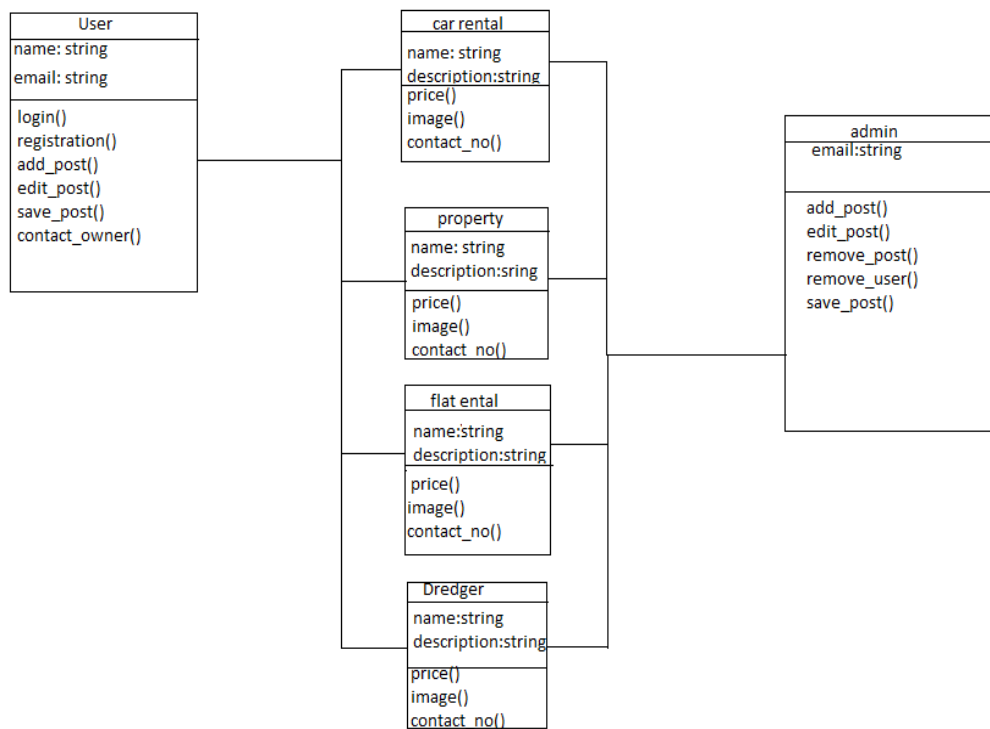 User
name: string
email: string
login()
registration()
add_post()
edit_post()
save_post()
contact_owner()
car rental
name: string
description:string
price()
image()
contact_no()
property
name: string
description:sring
price()
image()
contact_no()
flat ental
name:string
description:string
price()
image()
contact_no()
Dredger
name:string
description:string
price()
image()
contact_no()
admin
email:string
add_post()
edit_post()
remove_post()
remove_user()
save_post()